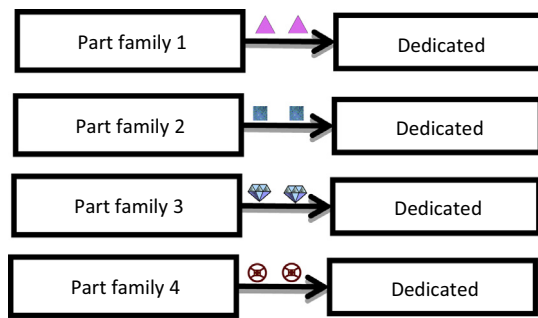 Part family 1
Dedicated
Part family 2
Dedicated
Part family 3
Dedicated
Part family 4
Dedicated